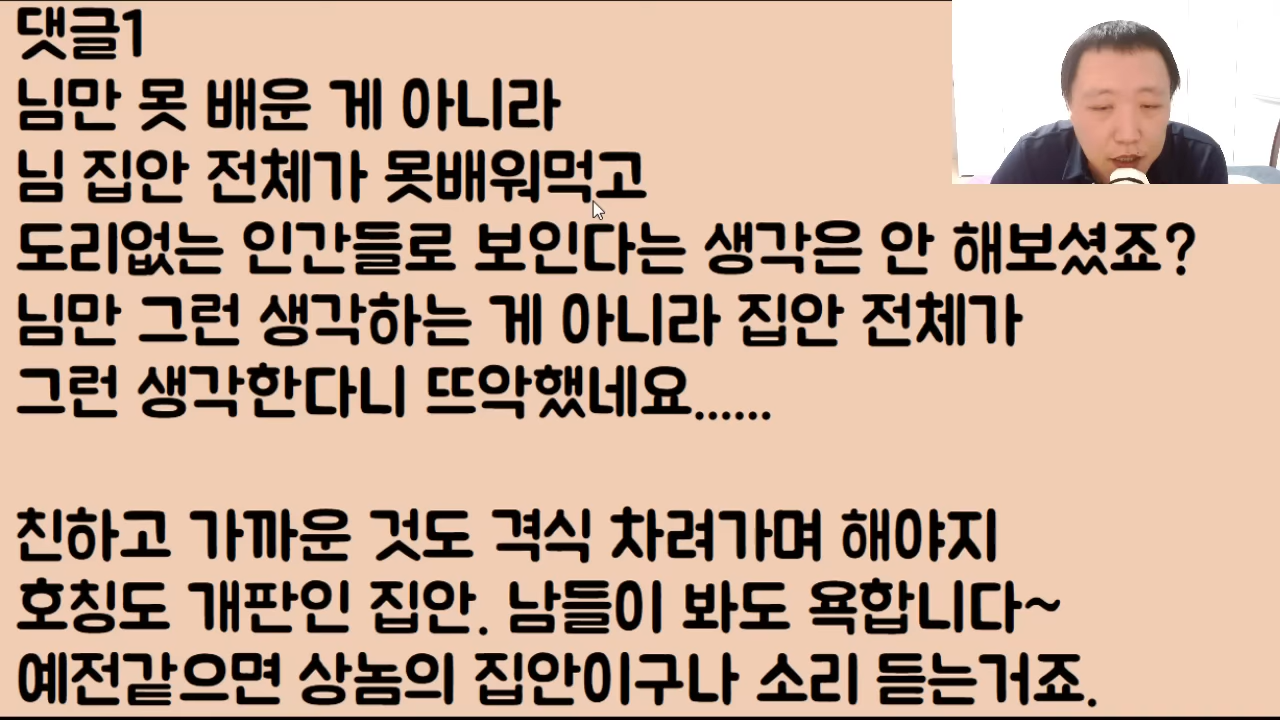 댓글1
님만 못 배운 게 아니라
님 집안 전체가 못배워먹고
도리없는 인간들로 보인다는 생각은 안 해보셨죠?
님만 그런 생각하는 게 아니라 집안 전체가
그런 생각한다니 뜨악했네요......
친하고 가까운 것도 격식 차려가며 해야지
호칭도 개판인 집안. 남들이 봐도 욕합니다~
예전같으면 상놈의 집안이구나 소리 듣는거죠.